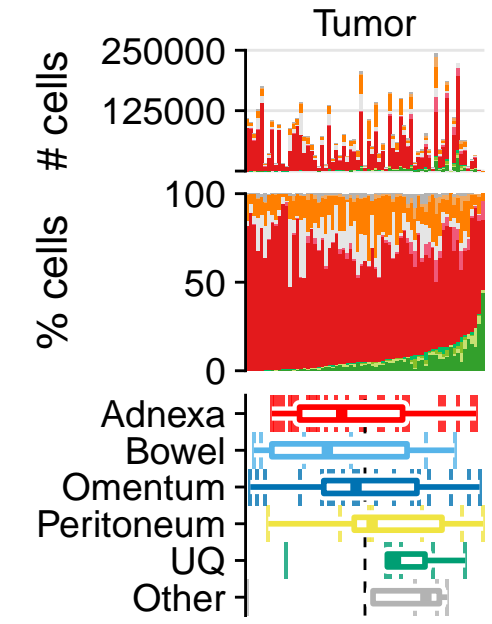 Tumor
# cells
250000
125000
% cells
100
50
0
Adnexa
Bowel
Omentum
Peritoneum
UQ
Other